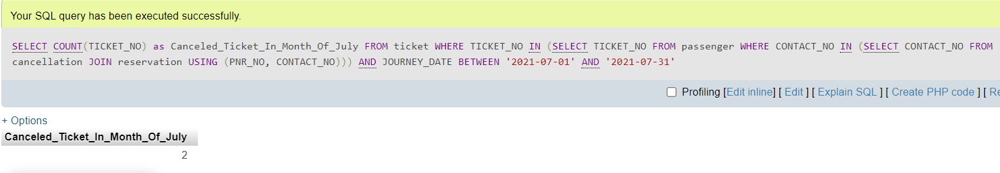 Your SQL query has been executed successfully.
SELECT COUNT(TICKET_NO) as Canceled_Ticket_In_Month_Of_July FROM ticket WHERE TICKET_NO IN (SELECT TICKET_NO FROM passenger WHERE CONTACT_NO IN (SELECT CONTACT_NO FROM
cancellation JOIN reservation USING (PNR_NO, CONTACT_NO))) AND JOURNEY_DATE BETWEEN '2021-07-01' AND '2021-07-31'
Profiling [Edit inline] [ Edit ] [ Explain SQL ] [ Create PHP code ] [
+ Options
Canceled_Ticket_In_Month_Of_July
2